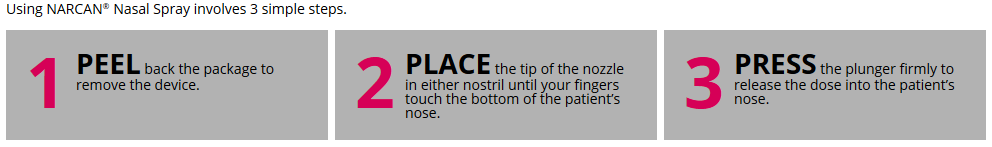 Using NARCAN® Nasal Spray involves 3 simple steps.
1 PEEL back the package to
remove the device.
2 PLACE the tip of the nozzle
in either nostril until your fingers
touch the bottom of the patient's
nose.
3 PRESS the plunger firmly to
release the dose into the patient's
nose.